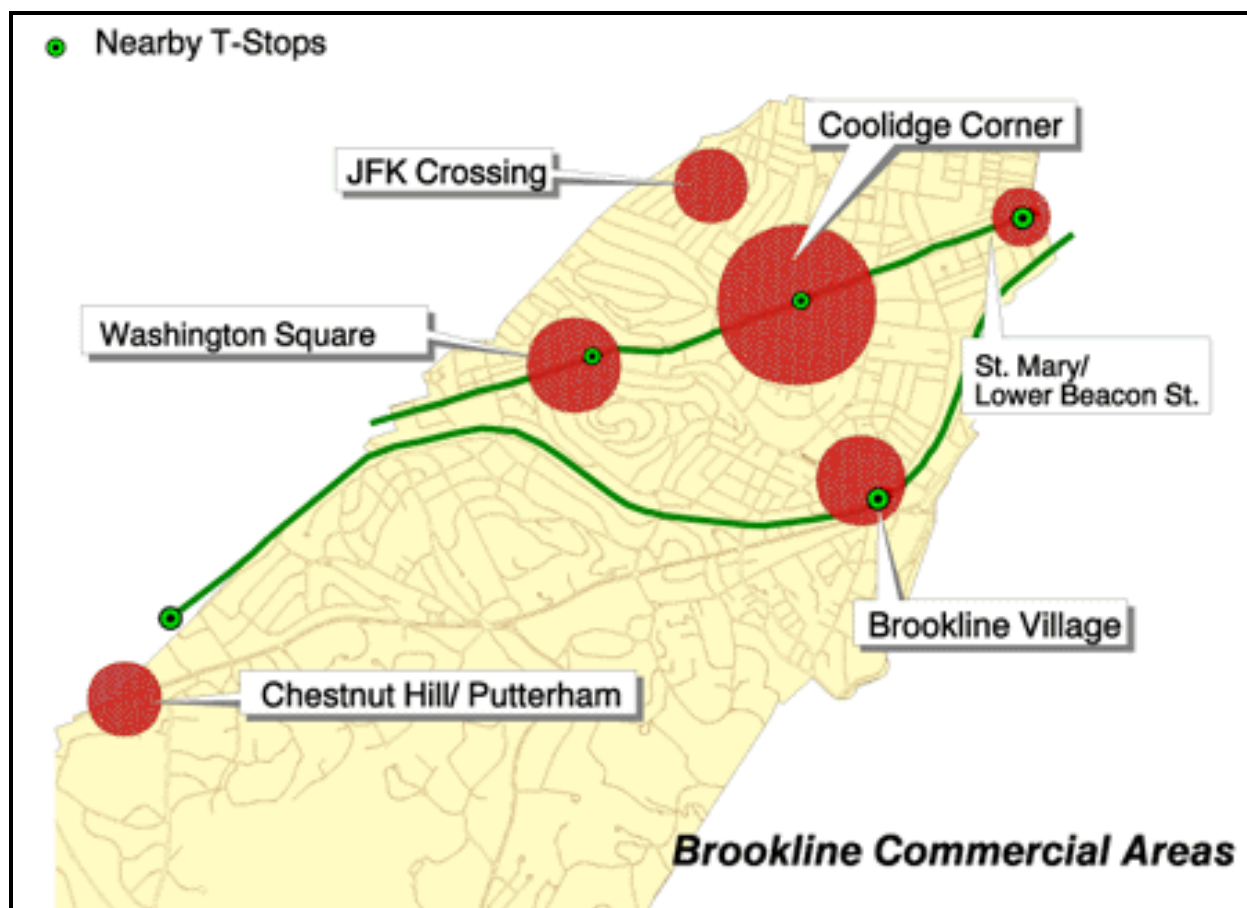 Nearby T-Stops
Coolidge Corner
JFK Crossing
Washington Square
St. Mary/
Lower Beacon St.
Brookline Village
Chestnut Hill/ Putterham
Brookline Commercial Areas